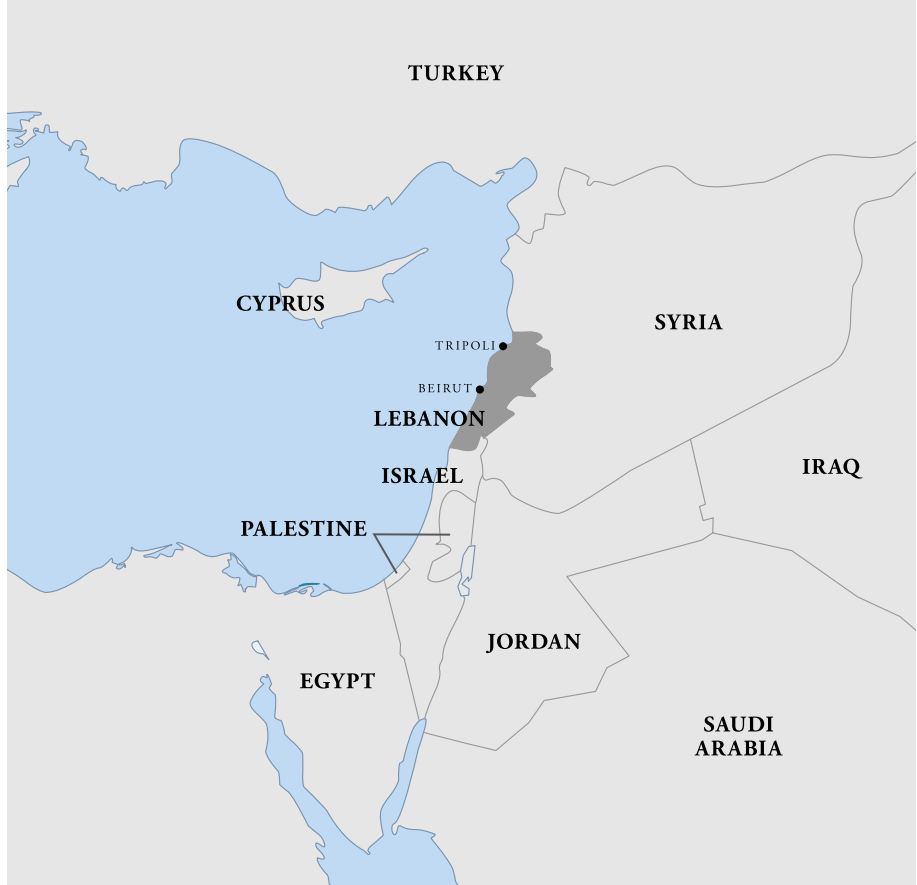 TURKEY
CYPRUS
SYRIA
TRIPOLI
BEIRUT
LEBANON
IRAQ
ISRAEL
PALESTINE
JORDAN
EGYPT
SAUDI
ARABIA